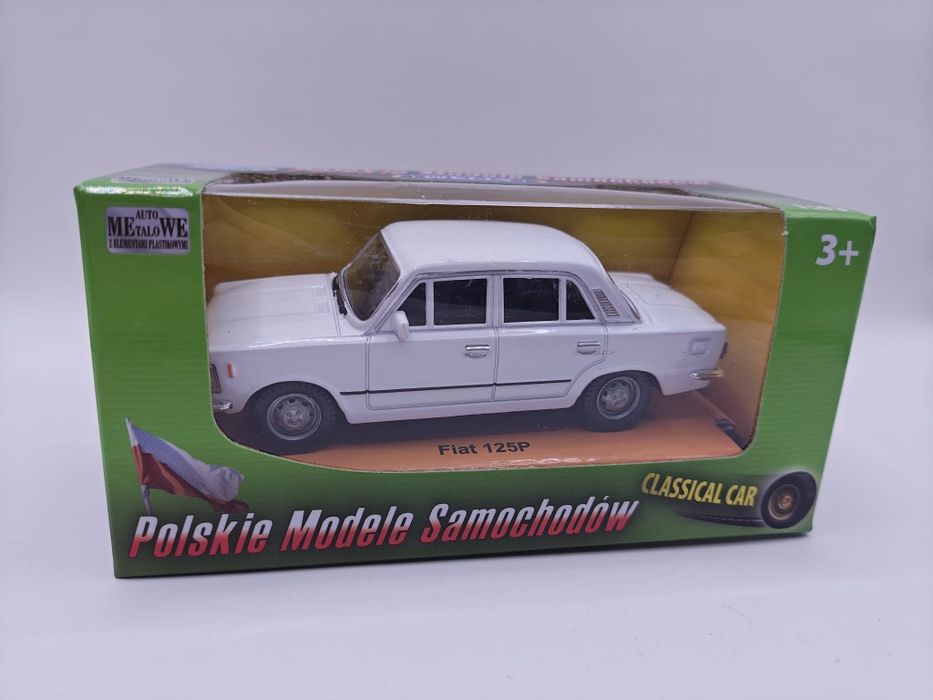 AUTO
METALOWE
Z ELEMENTAMI PLASTIKOWYMI
3+
Fiat 125P
CLASSICAL CAR
Polskie Modele Samochodów